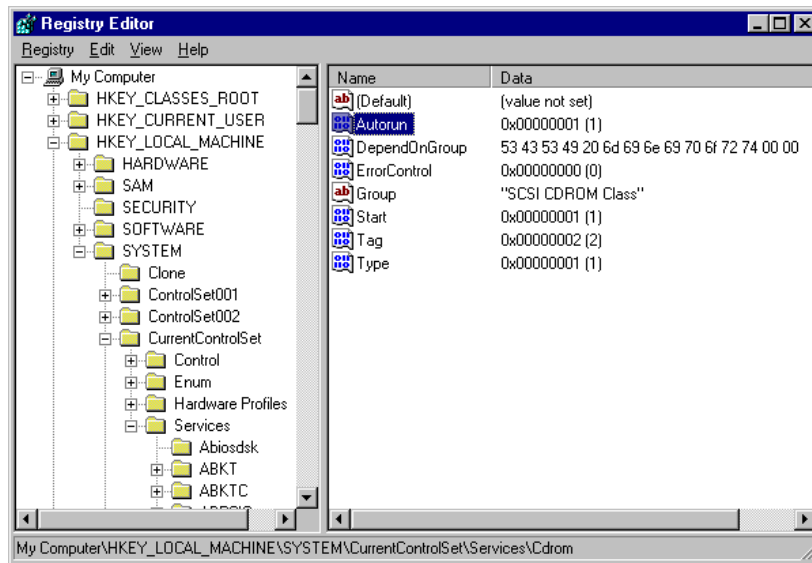 Registry Editor
Registry Edit View Help
My Computer
HKEY_CLASSES_ROOT
HKEY_CURRENT_USER
HKEY_LOCAL_MACHINE
HARDWARE
SAM
SECURITY
SOFTWARE
SYSTEM
Clone
ControlSet001
ControlSet002
CurrentControlSet
Control
Enum
Hardware Profiles
Services
Abiosdsk
ABKT
ABKTC
Name Data
(Default) (value not set)
Autorun 0x00000001 (1)
DependOnGroup 53 43 53 49 20 6d 69 6e 69 70 6f 72 74 00 00
ErrorControl 0x00000000 (0)
Group "SCSI CDROM Class"
Start 0x00000001 (1)
Tag 0x00000002 (2)
Type 0x00000001 (1)
My Computer\HKEY_LOCAL_MACHINE\SYSTEM\CurrentControlSet\Services\Cdrom